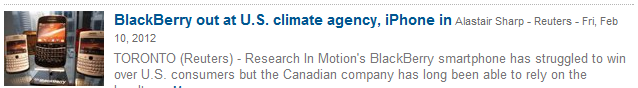 BlackBerry out at U.S. climate agency, iPhone in Alastair Sharp - Reuters - Fri, Feb
10, 2012
TORONTO (Reuters) - Research In Motion's BlackBerry smartphone has struggled to win
over U.S. consumers but the Canadian company has long been able to rely on the
BlackBerry